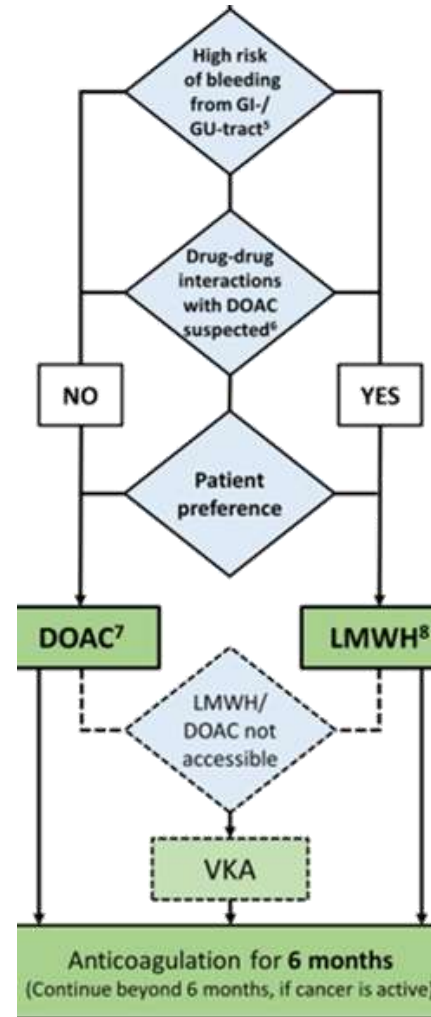 High risk
of bleeding
from GI-/
GU-tract⁵
Drug-drug
interactions
with DOAC
suspected⁶
NO
YES
Patient
preference
DOAC⁷
LMWH⁸
LMWH/
DOAC not
accessible
VKA
Anticoagulation for 6 months
(Continue beyond 6 months, if cancer is active)